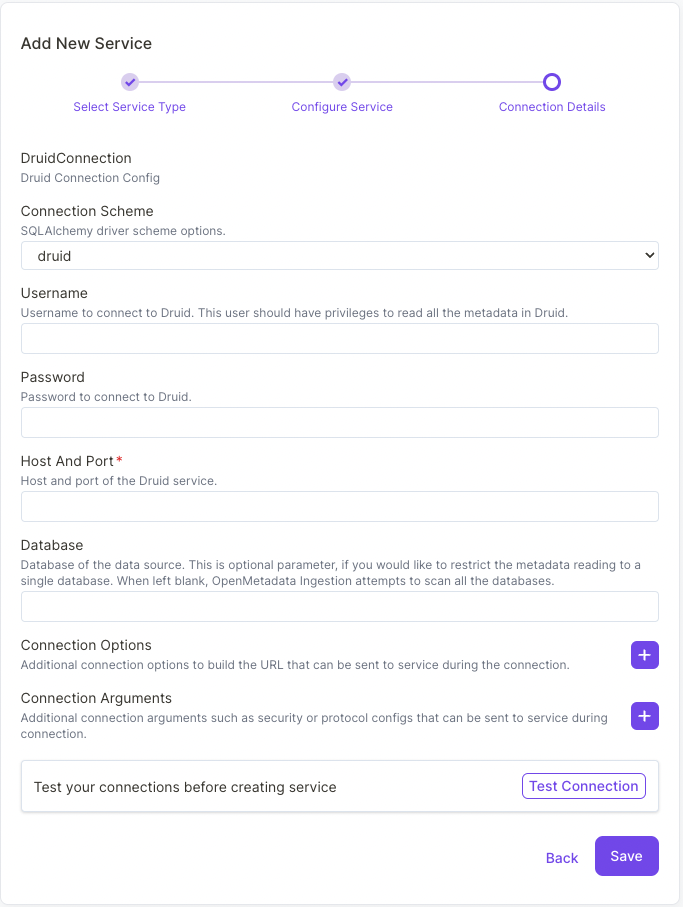 Add New Service
Select Service Type
Configure Service
Connection Details
DruidConnection
Druid Connection Config
Connection Scheme
SQLAlchemy driver scheme options.
druid
Username
Username to connect to Druid. This user should have privileges to read all the metadata in Druid.
Password
Password to connect to Druid.
Host And Port*
Host and port of the Druid service.
Database
Database of the data source. This is optional parameter, if you would like to restrict the metadata reading to a
single database. When left blank, OpenMetadata Ingestion attempts to scan all the databases.
Connection Options
Additional connection options to build the URL that can be sent to service during the connection.
Connection Arguments
Additional connection arguments such as security or protocol configs that can be sent to service during
connection.
Test your connections before creating service
Test Connection
Back
Save